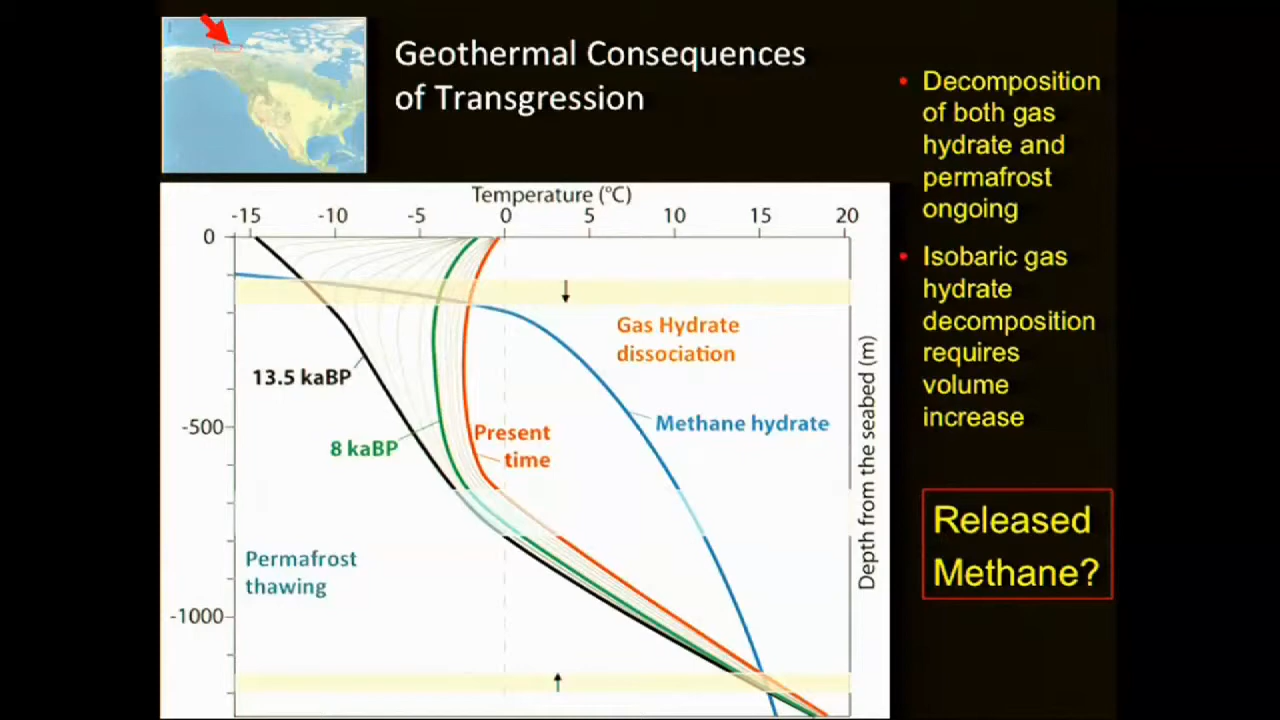 Geothermal Consequences
of Transgression
• Decomposition
of both gas
hydrate and
permafrost
ongoing
• Isobaric gas
hydrate
decomposition
requires
volume
increase
Released
Methane?
Temperature (°C)
-15 -10 -5 0 5 10 15 20
0
-500
-1000
Depth from the seabed (m)
Gas Hydrate
dissociation
13.5 kaBP
8 kaBP
Present
time
Methane hydrate
Permafrost
thawing